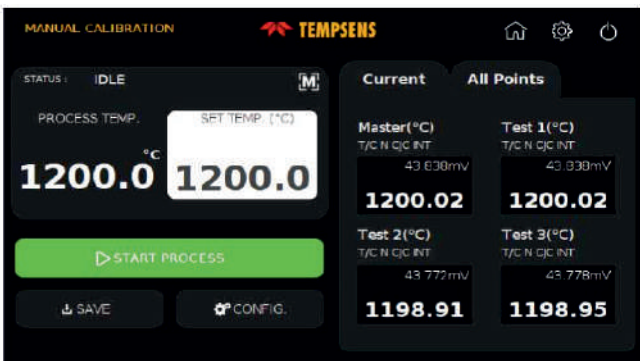 MANUAL CALIBRATION
TEMPSENS
STATUS : IDLE
[M]
PROCESS TEMP.
°C
1200.0
SET TEMP. (°C)
1200.0
START PROCESS
SAVE
CONFIG.
Current
All Points
Master(°C)
T/C N CJC INT
43.838mV
1200.02
Test 1(°C)
T/C N CJC INT
43.838mV
1200.02
Test 2(°C)
T/C N CJC INT
43.772mV
1198.91
Test 3(°C)
T/C N CJC INT
43.778mV
1198.95